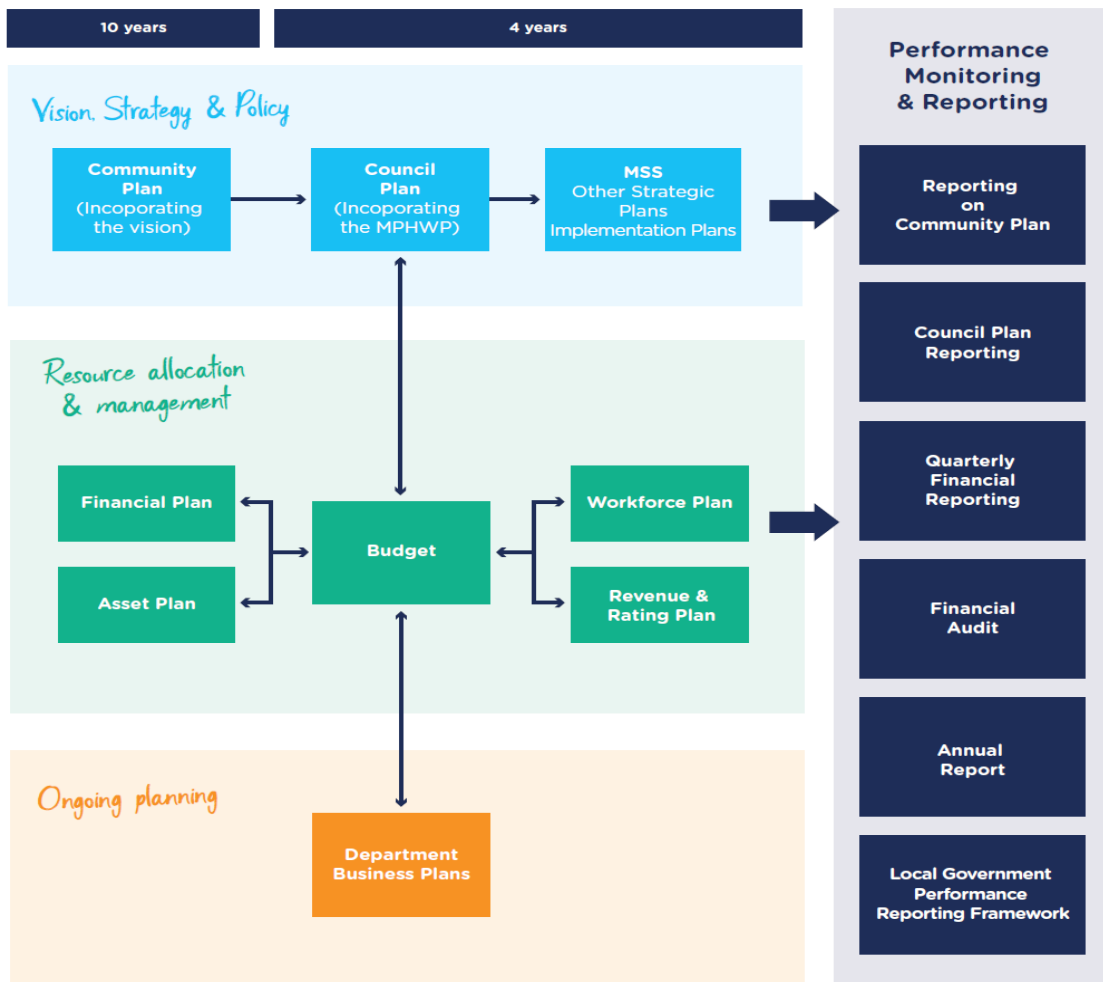 10 years
4 years
Performance
Monitoring
& Reporting
Vision, Strategy & Policy
Community
Plan
(Incoporating
the vision)
Council
Plan
(Incoporating
the MPHWP)
MSS
Other Strategic
Plans
Implementation Plans
Reporting
on
Community Plan
Council Plan
Reporting
Resource allocation
& management
Financial Plan
Asset Plan
Budget
Workforce Plan
Revenue &
Rating Plan
Quarterly
Financial
Reporting
Financial
Audit
Annual
Report
Ongoing planning
Department
Business Plans
Local Government
Performance
Reporting Framework